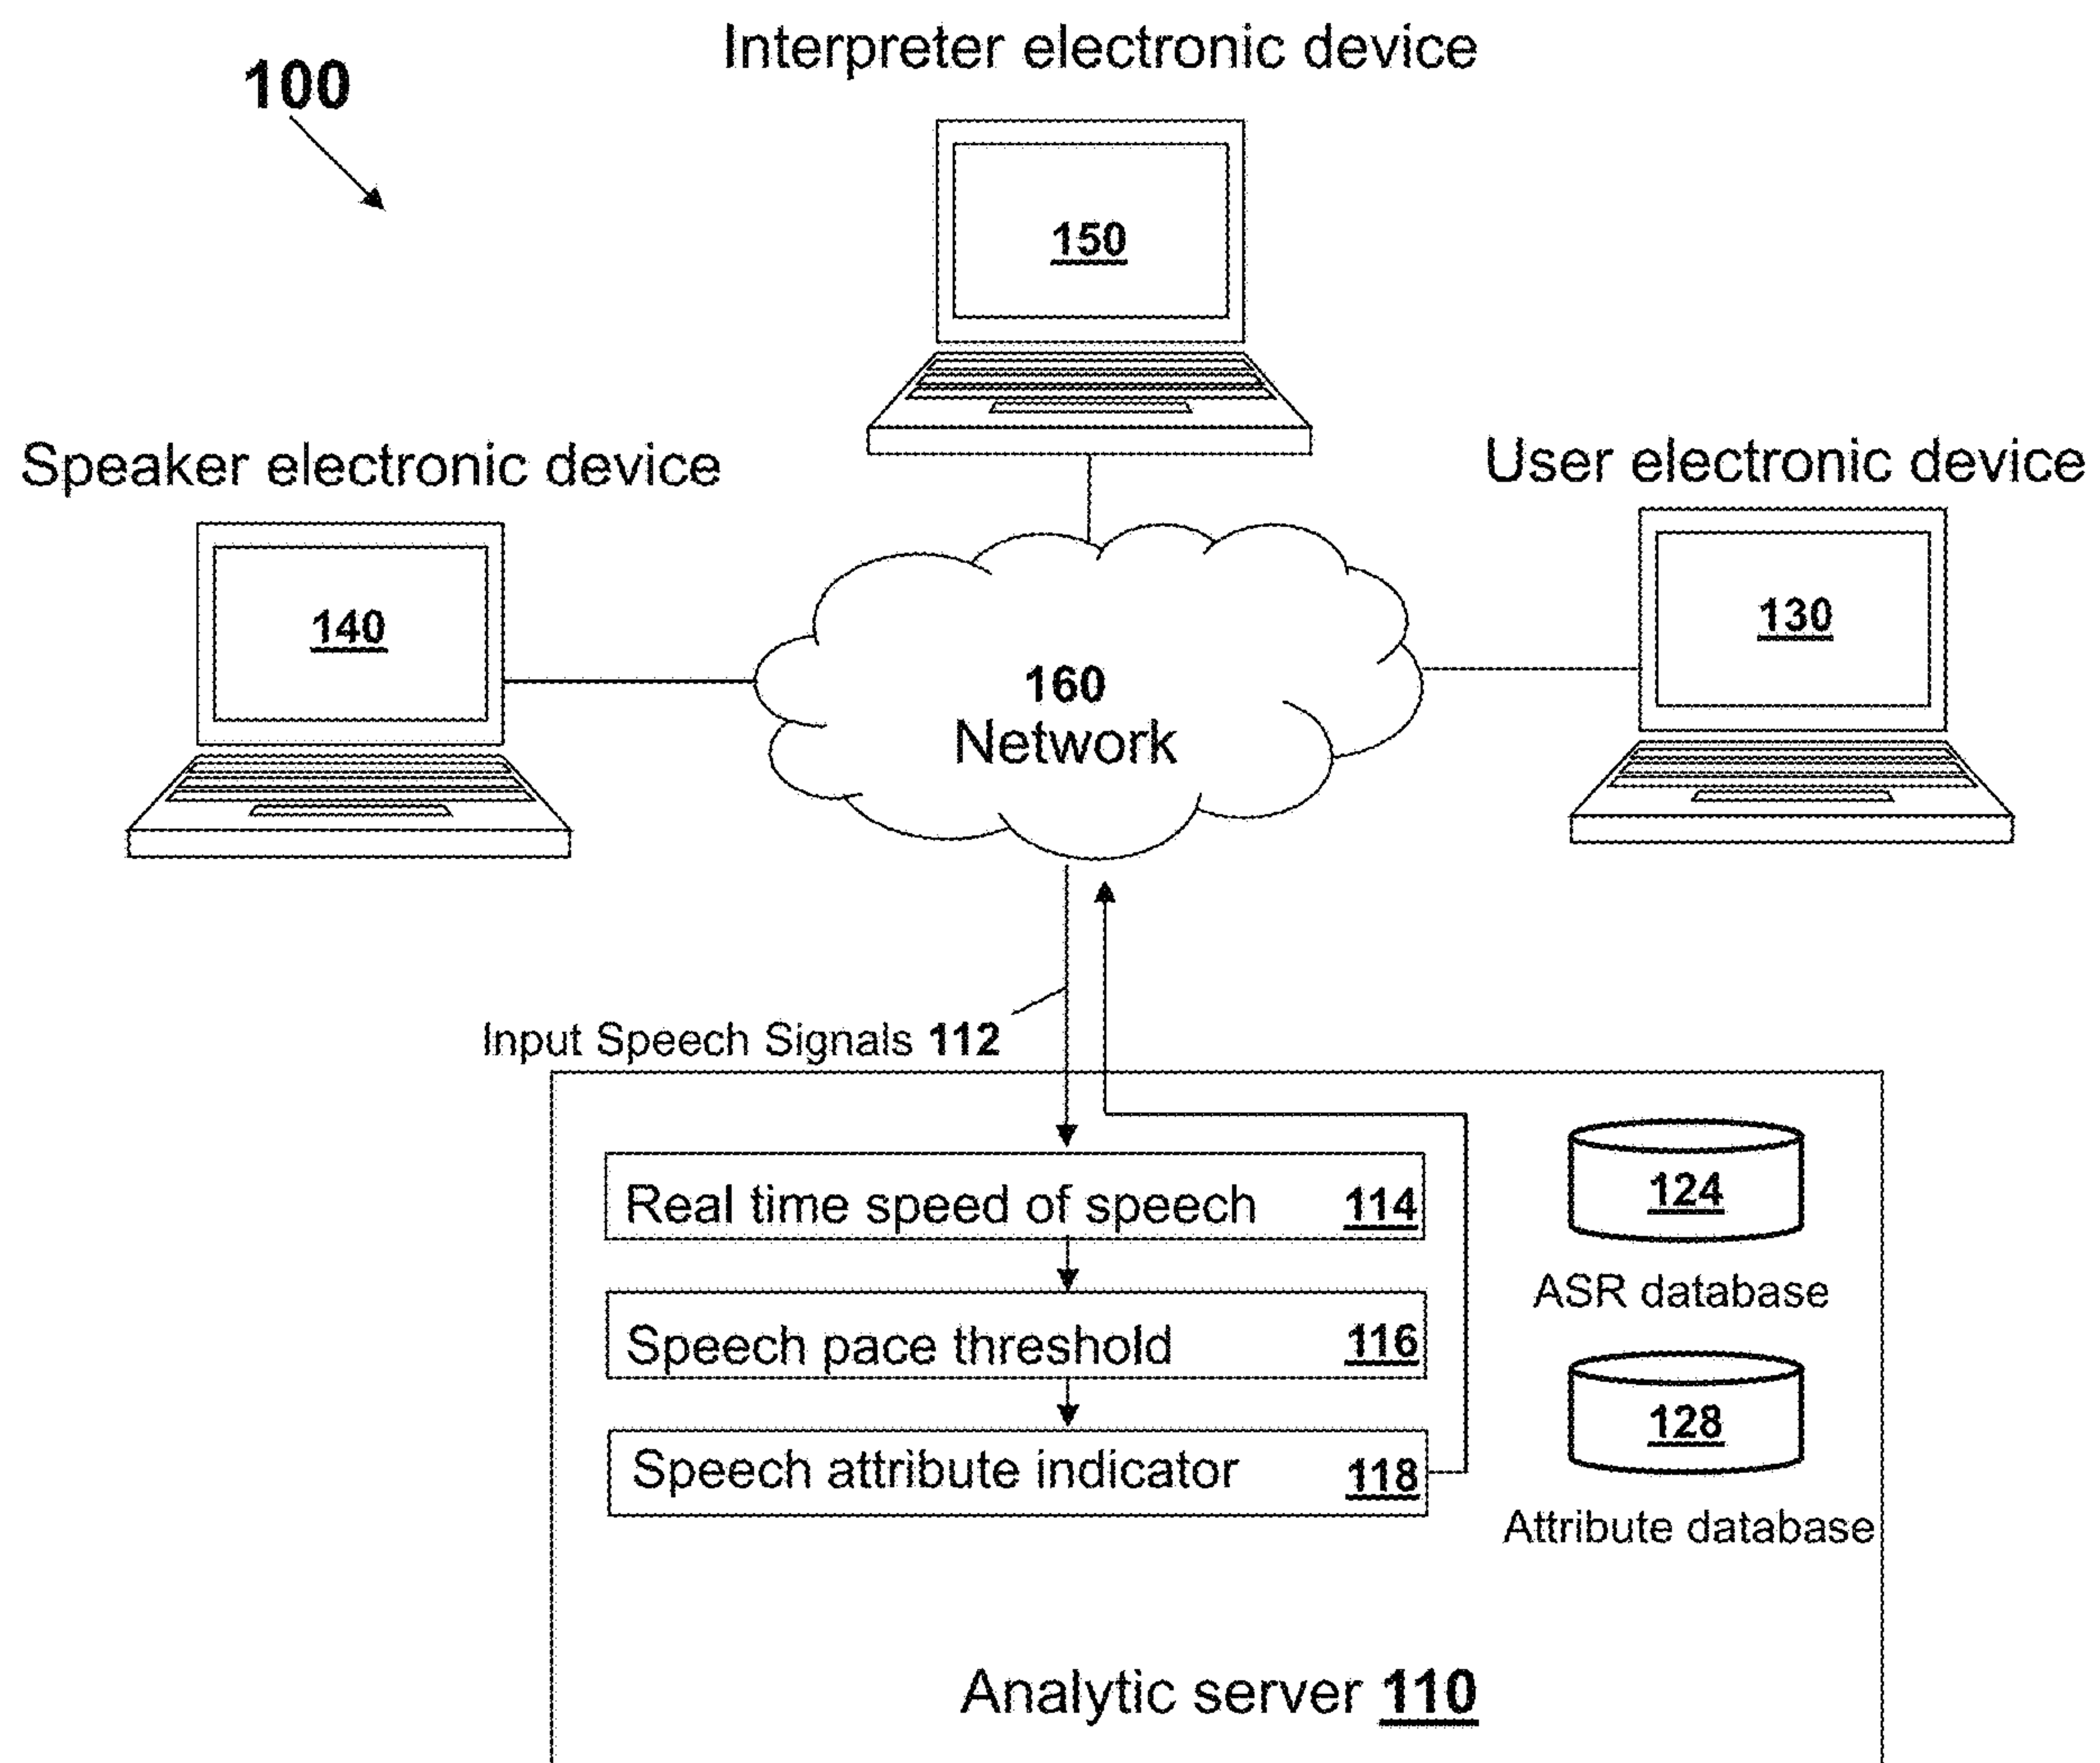 100
Interpreter electronic device
150
Speaker electronic device
User electronic device
140
130
160
Network
Input Speech Signals 112
Real time speed of speech 114
Speech pace threshold 116
Speech attribute indicator 118
124
ASR database
128
Attribute database
Analytic server 110